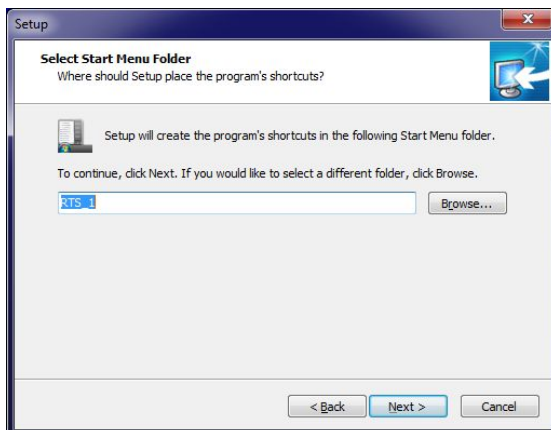 Setup
Select Start Menu Folder
Where should Setup place the program's shortcuts?
Setup will create the program's shortcuts in the following Start Menu folder.
To continue, click Next. If you would like to select a different folder, click Browse.
RTS_1
Browse...
< Back
Next >
Cancel